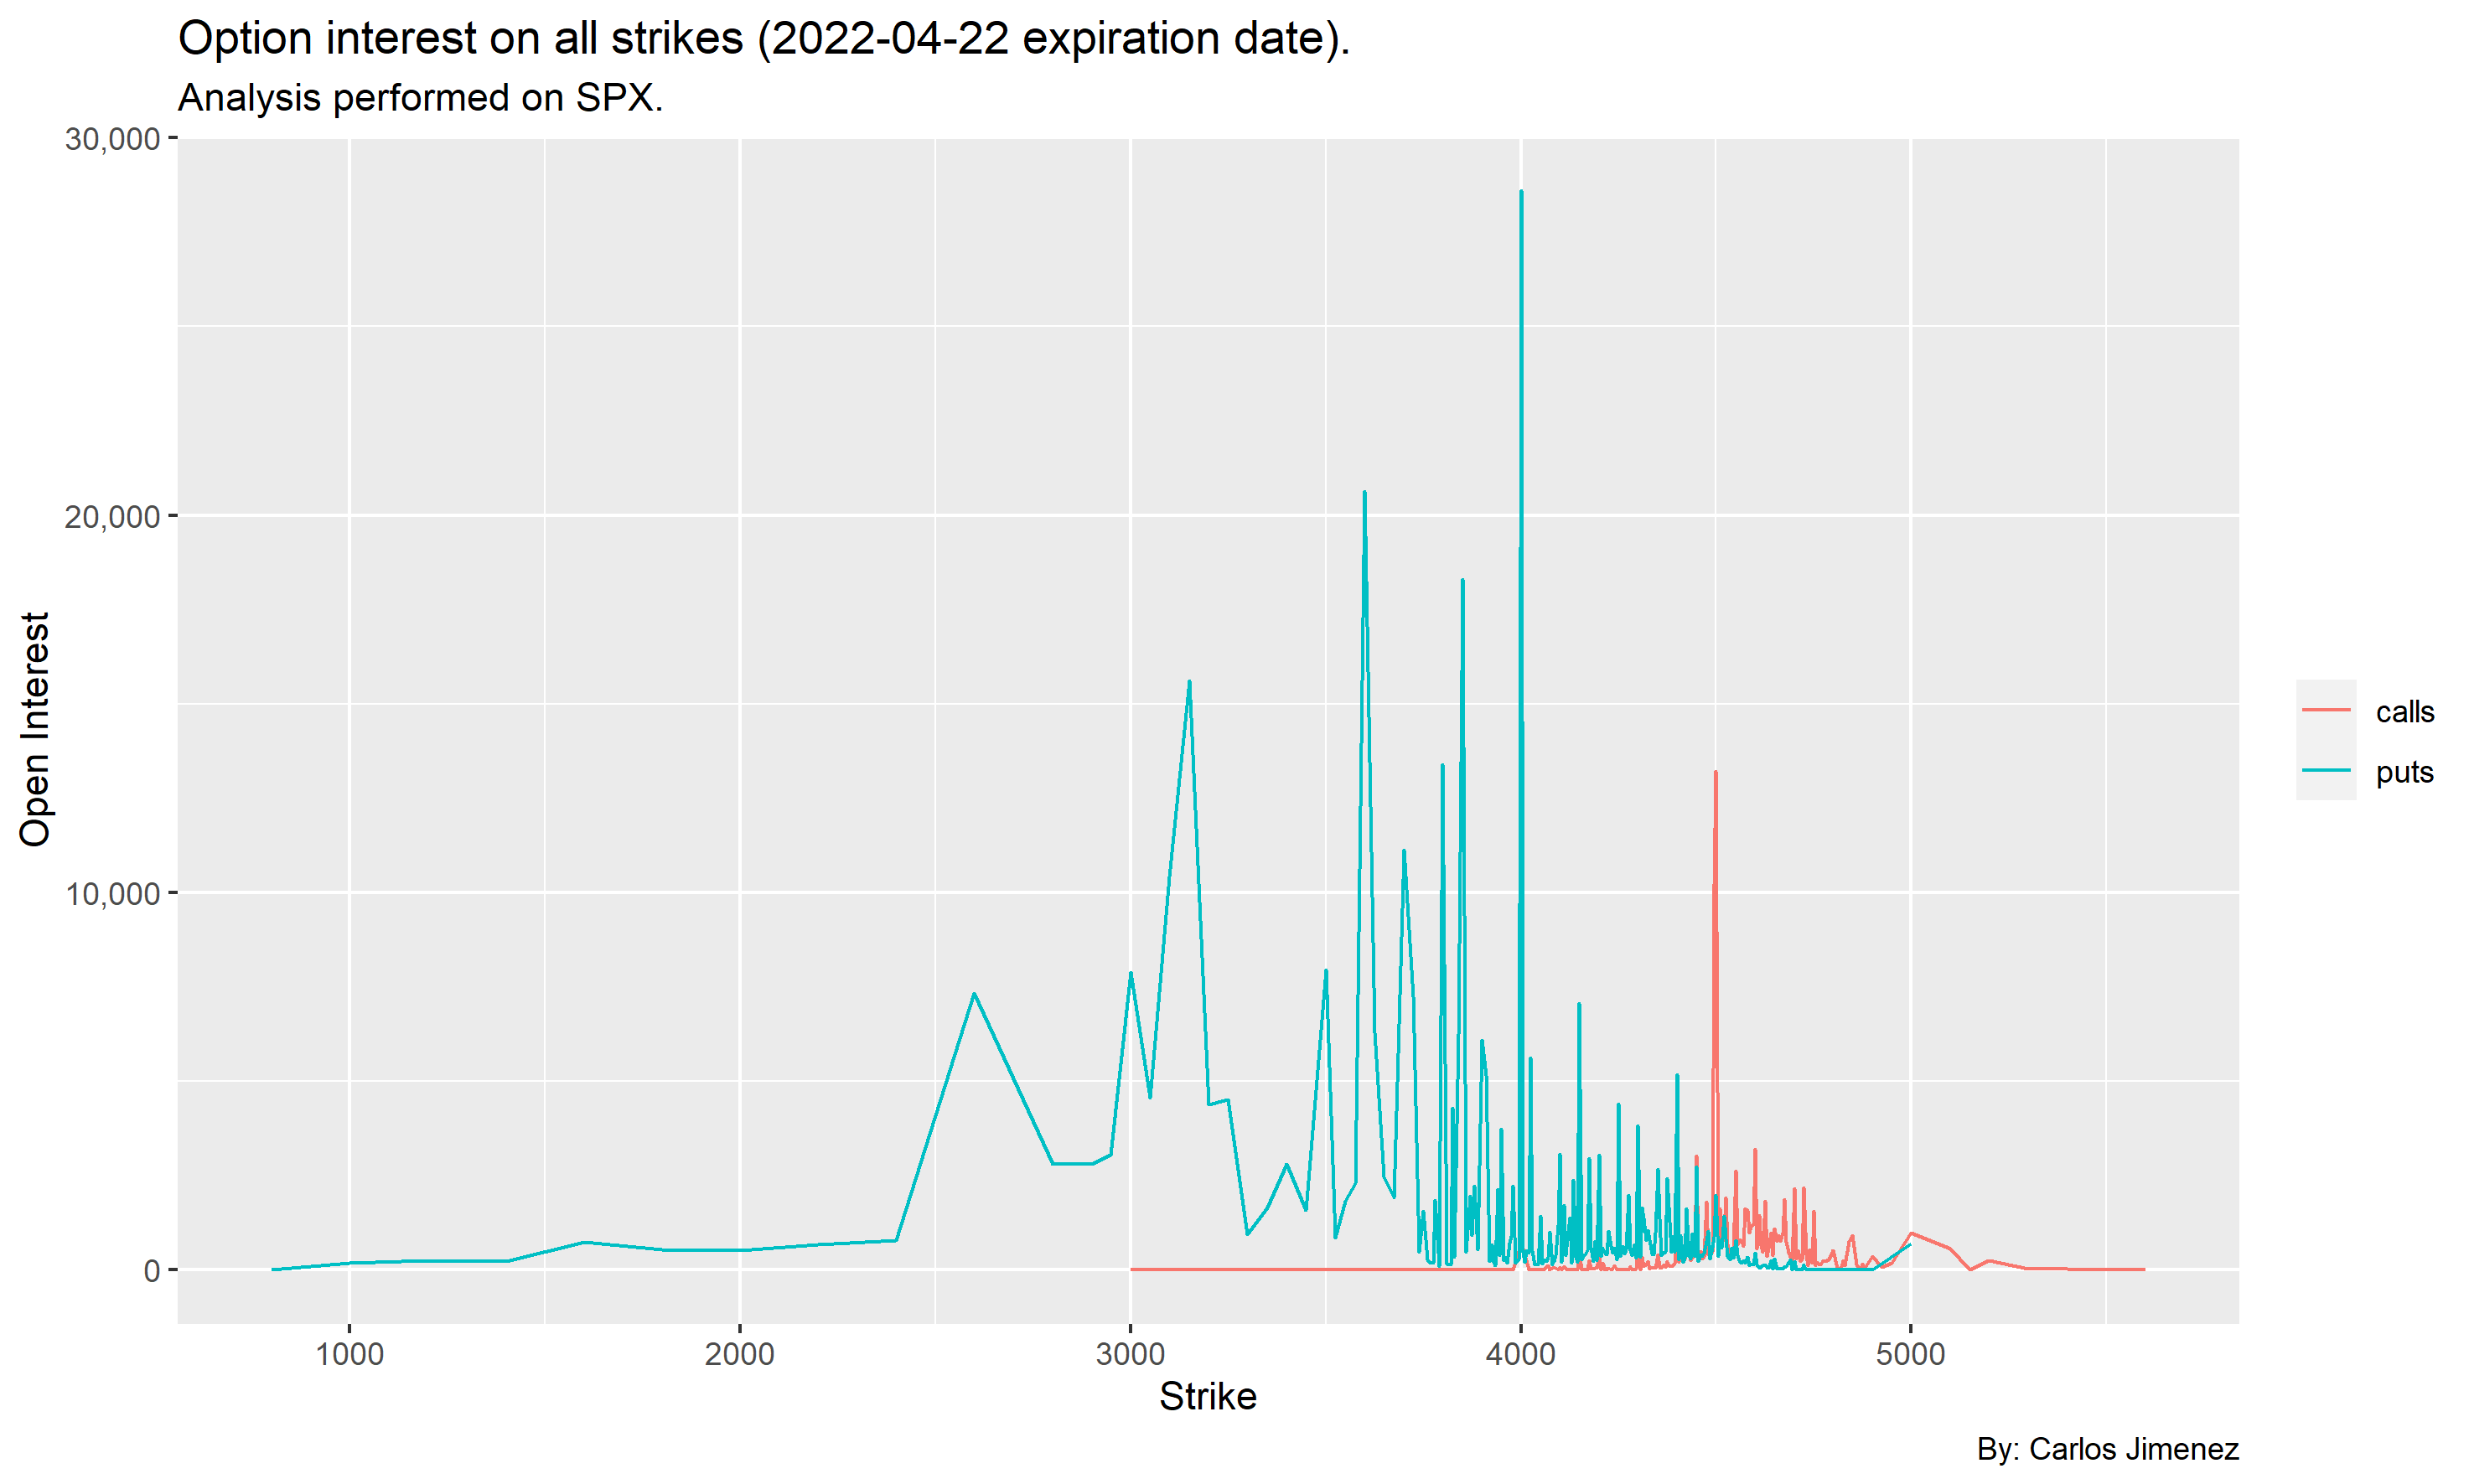 Option interest on all strikes (2022-04-22 expiration date).
Analysis performed on SPX.
30,000
20,000
10,000
0
Open Interest
1000 2000 3000 4000 5000
Strike
calls
puts
By: Carlos Jimenez